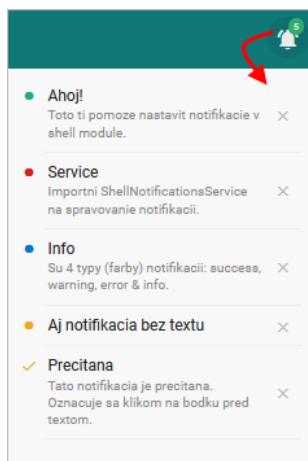 5
Ahoj!
Toto ti pomoze nastavit notifikacie v
shell module.
Service
Importni ShellNotificationsService
na spravovanie notifikacii.
Info
Su 4 typy (farby) notifikacii: success,
warning, error & info.
Aj notifikacia bez textu
Precitana
Tato notifikacia je precitana.
Oznacuje sa klikom na bodku pred
textom.